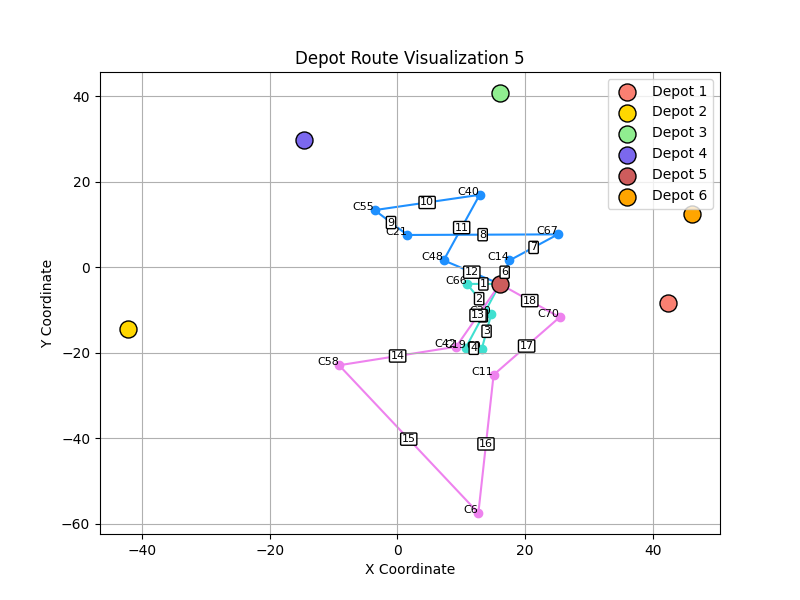 Depot Route Visualization 5
Y Coordinate
40
20
0
−20
−40
−60
Depot 1
Depot 2
Depot 3
Depot 4
Depot 5
Depot 6
C40
10
C55
9
11
C21
8
C67
7
C48
C14
12
6
C66
1
2
18
13
C70
3
C42
4
17
14
C58
C11
15
16
C6
−40
−20
0
20
40
X Coordinate